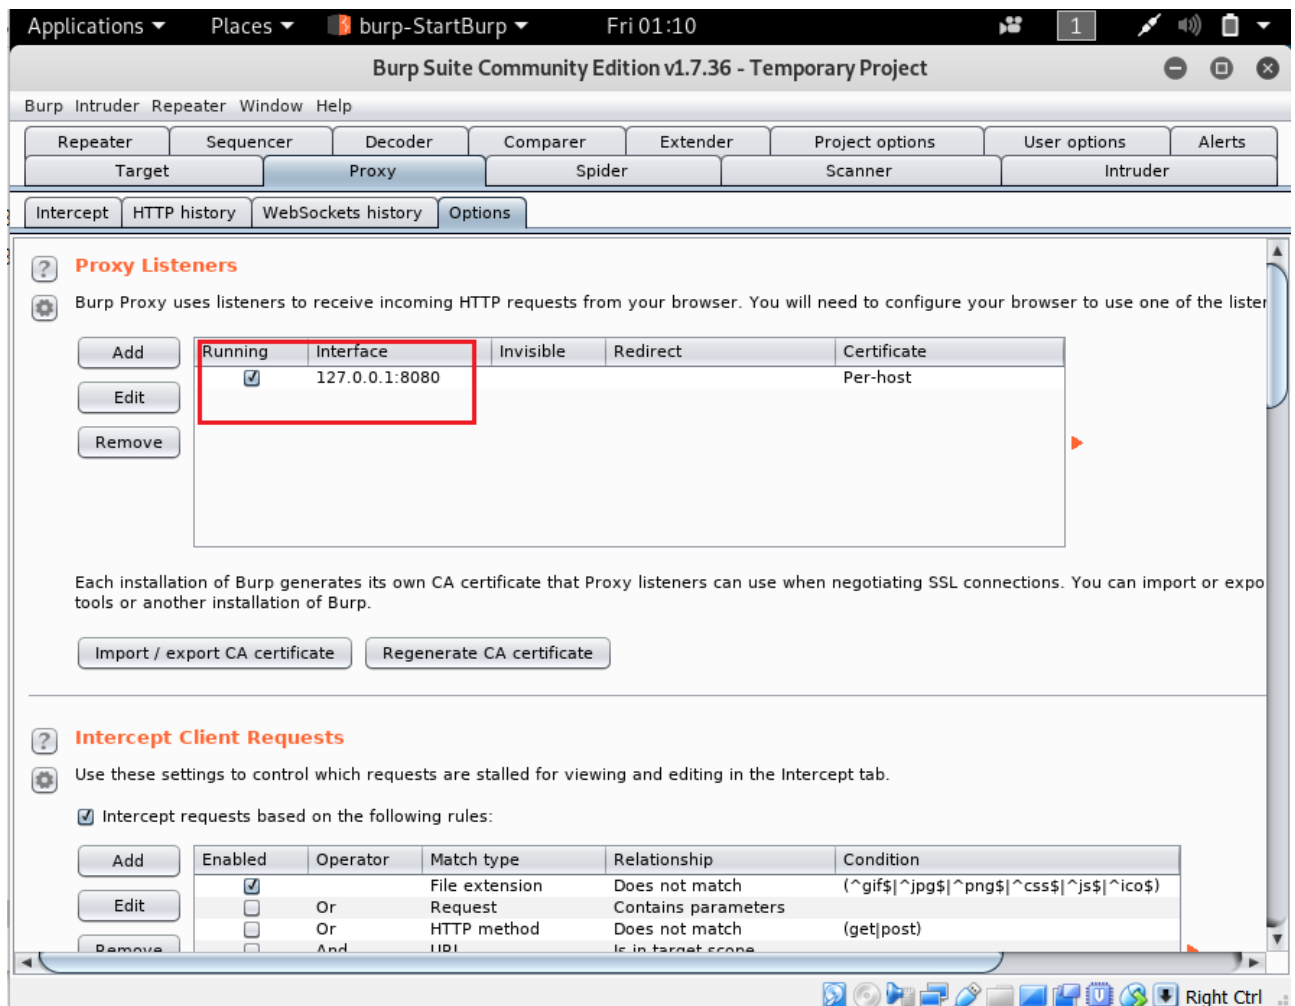 Applications Places burp-StartBurp Fri 01:10 1
Burp Suite Community Edition v1.7.36 - Temporary Project
Burp Intruder Repeater Window Help
Repeater Sequencer Decoder Comparer Extender Project options User options Alerts
Target Proxy Spider Scanner Intruder
Intercept HTTP history WebSockets history Options
? Proxy Listeners
Burp Proxy uses listeners to receive incoming HTTP requests from your browser. You will need to configure your browser to use one of the lister
Add Running Interface Invisible Redirect Certificate
127.0.0.1:8080 Per-host
Edit
Remove
Each installation of Burp generates its own CA certificate that Proxy listeners can use when negotiating SSL connections. You can import or expo
tools or another installation of Burp.
Import / export CA certificate Regenerate CA certificate
? Intercept Client Requests
Use these settings to control which requests are stalled for viewing and editing in the Intercept tab.
Intercept requests based on the following rules:
Add Enabled Operator Match type Relationship Condition
File extension Does not match (^gif$|^jpg$|^png$|^css$|^js$|^ico$)
Edit Or Request Contains parameters
Or HTTP method Does not match (get|post)
Remove And URL Is in target scope
Right Ctrl